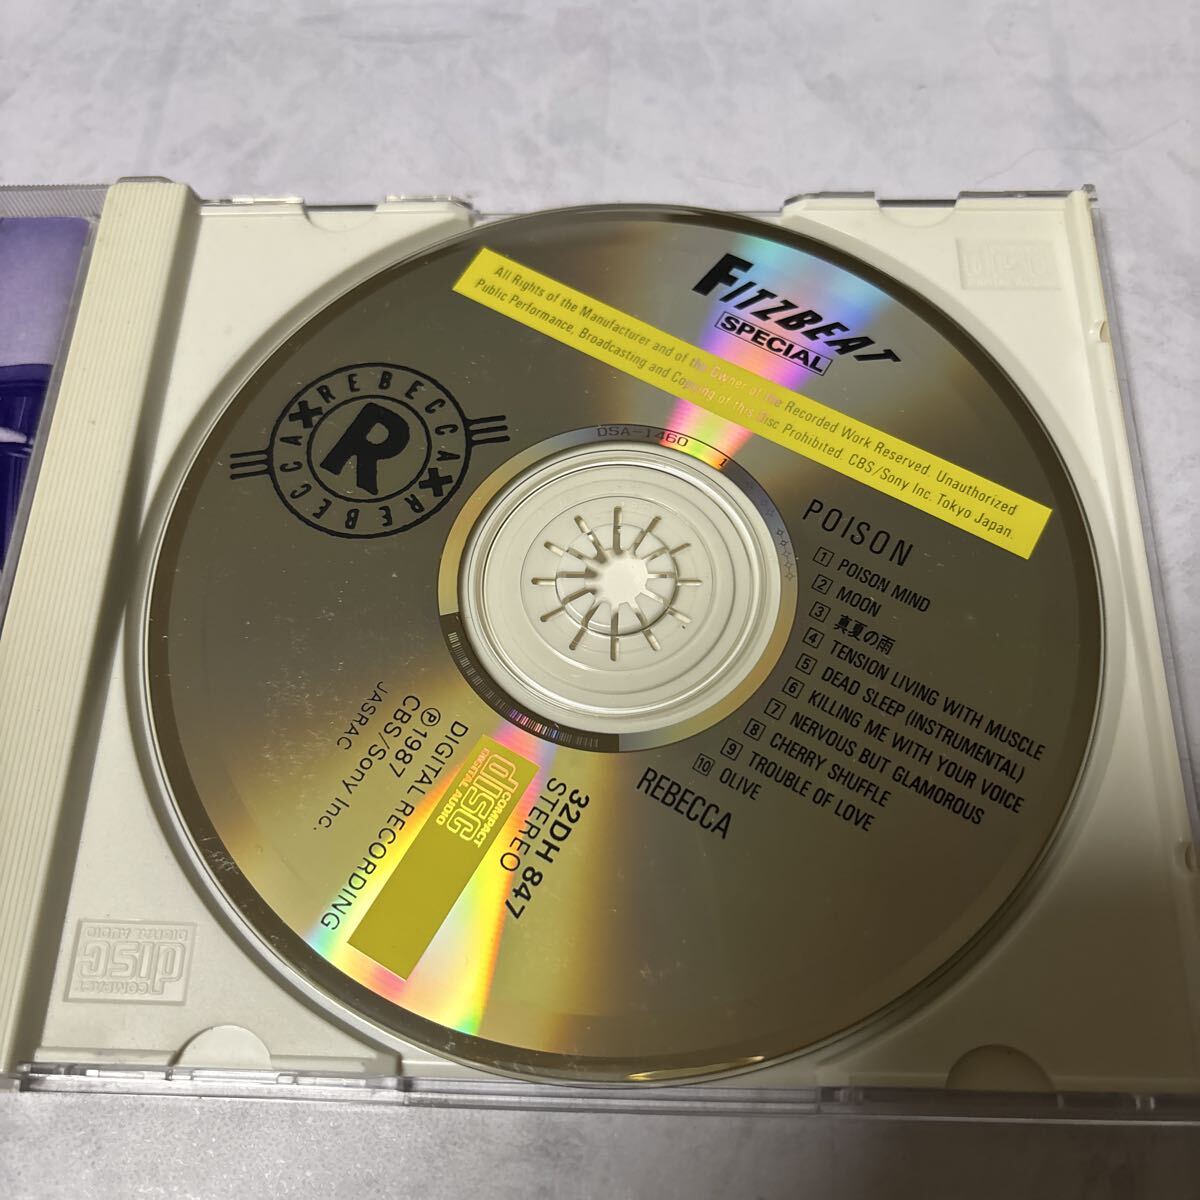 FITZBEAT
SPECIAL
All Rights of the Manufacturer and of the Owner of the Recorded Work Reserved. Unauthorized
Public Performance, Broadcasting and Copying of this Disc Prohibited. CBS/Sony Inc. Tokyo Japan.
REBECCA X REBECCA X
R
DSA-1460 1
POISON
1 POISON MIND
2 MOON
3 真夏の雨
4 TENSION LIVING WITH MUSCLE
5 DEAD SLEEP (INSTRUMENTAL)
6 KILLING ME WITH YOUR VOICE
7 NERVOUS BUT GLAMOROUS
8 CHERRY SHUFFLE
9 TROUBLE OF LOVE
10 OLIVE
REBECCA
32DH 847
STEREO
COMPACT
disc
DIGITAL AUDIO
DIGITAL RECORDING
℗1987
CBS/Sony Inc.
JASRAC
COMPACT
disc
DIGITAL AUDIO